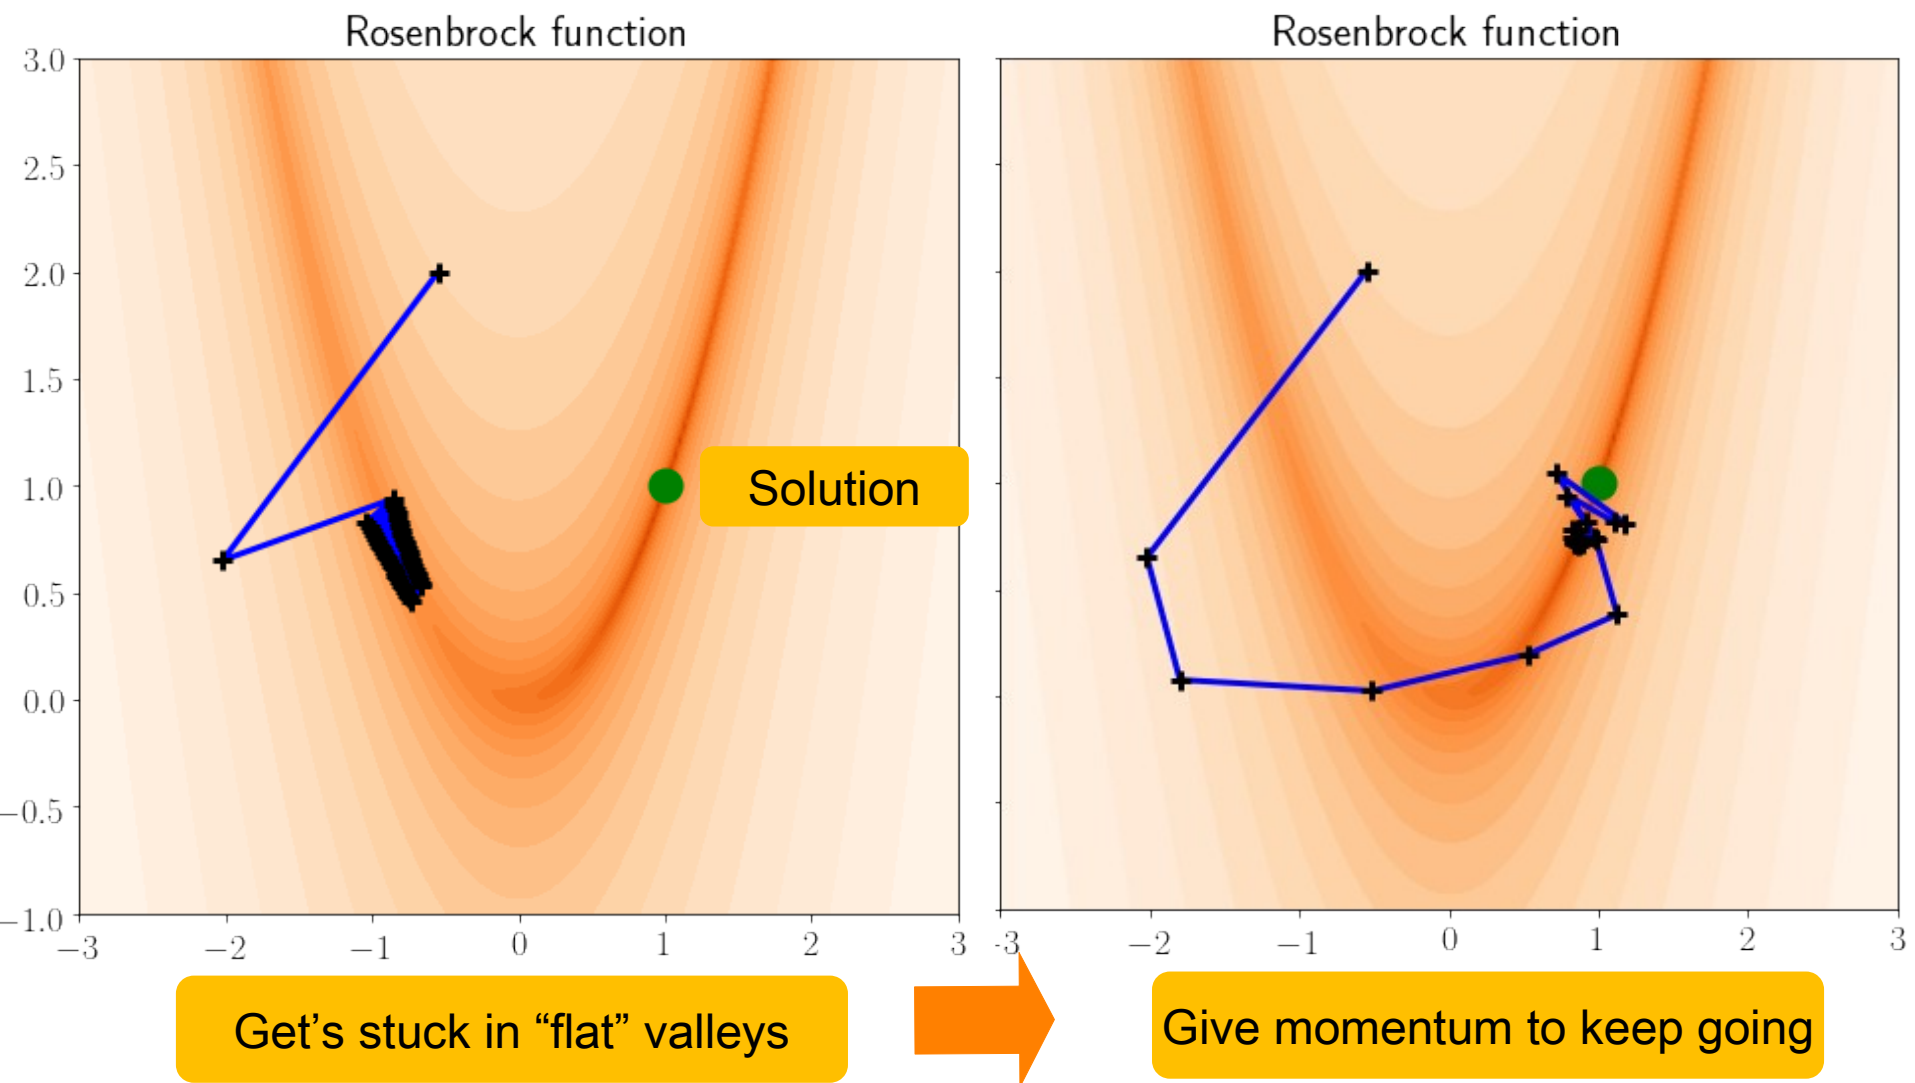 Rosenbrock function
3.0
2.5
2.0
1.5
1.0
0.5
0.0
−0.5
−1.0
−3 −2 −1 0 1 2 3
Solution
Get's stuck in “flat” valleys
Rosenbrock function
-3 −2 −1 0 1 2 3
Give momentum to keep going